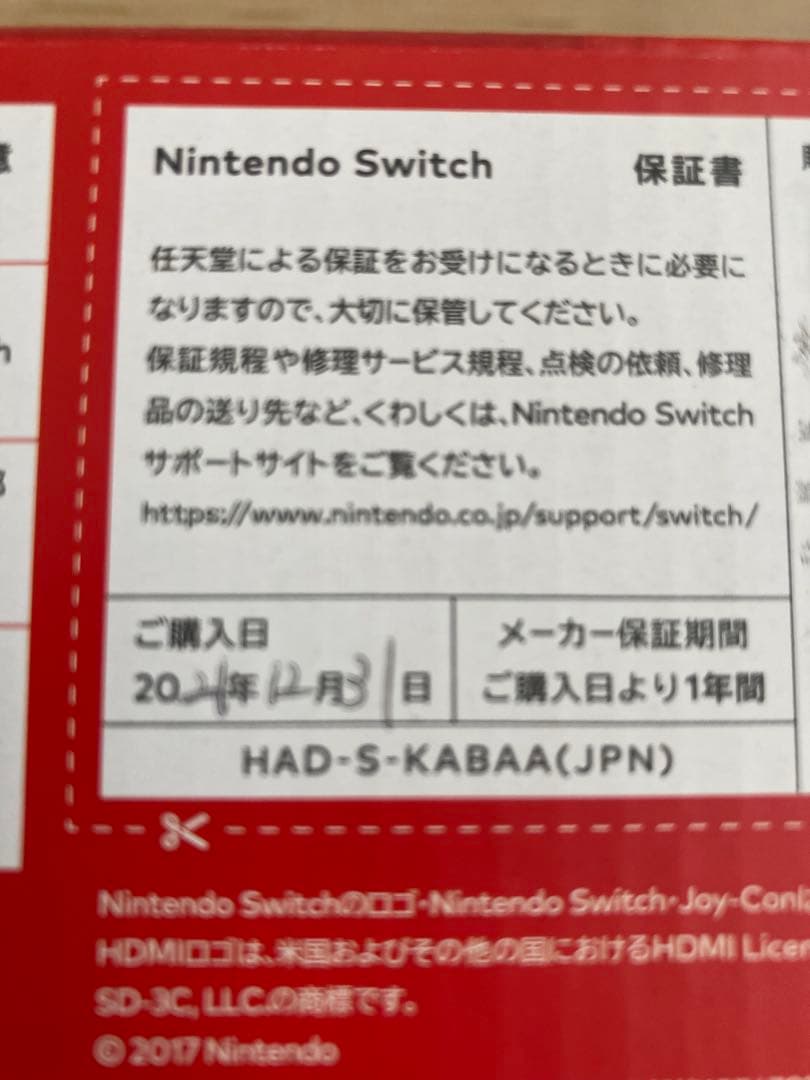 Nintendo Switch 保証書
任天堂による保証をお受けになるときに必要に
なりますので、大切に保管してください。
保証規程や修理サービス規程、点検の依頼、修理
品の送り先など、くわしくは、Nintendo Switch
サポートサイトをご覧ください。
https://www.nintendo.co.jp/support/switch/
ご購入日
2021年12月31日
メーカー保証期間
ご購入日より1年間
HAD-S-KABAA(JPN)
Nintendo Switchのロゴ・Nintendo Switch・Joy-Con
HDMIロゴは、米国およびその他の国におけるHDMI Licen
SD-3C, LLC.の商標です。
© 2017 Nintendo